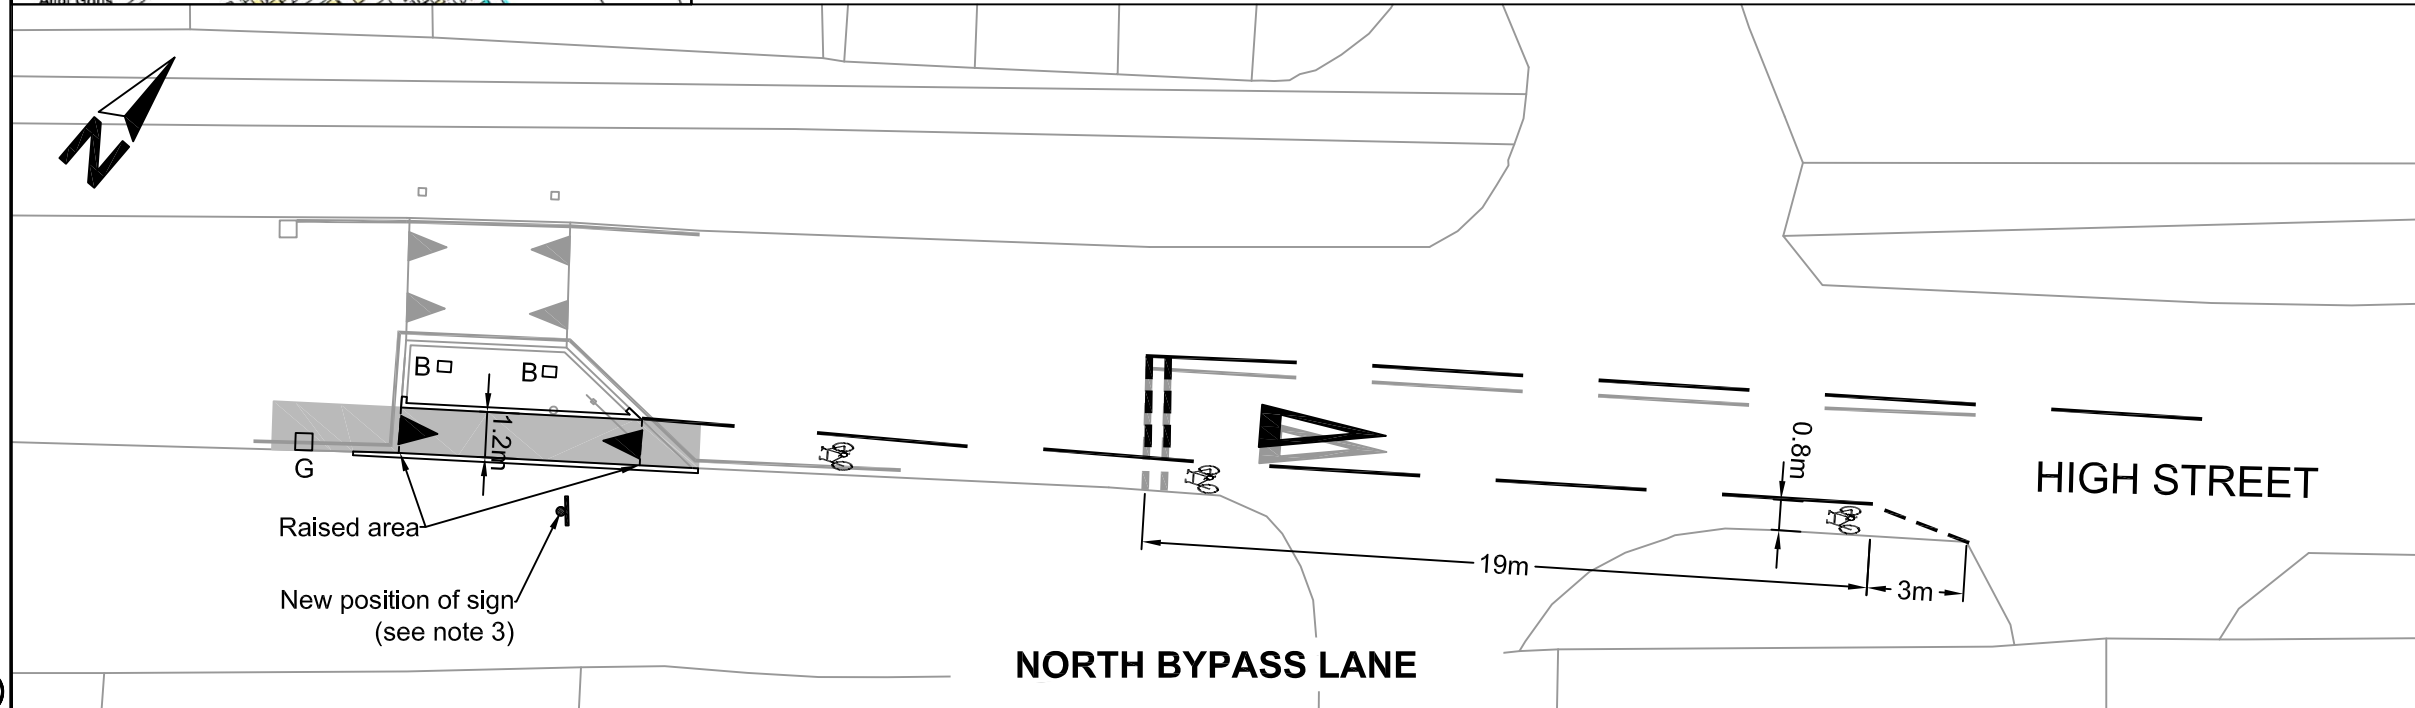 N
B
B
1.2m
G
Raised area
New position of sign
(see note 3)
0.8m
HIGH STREET
19m
3m
NORTH BYPASS LANE